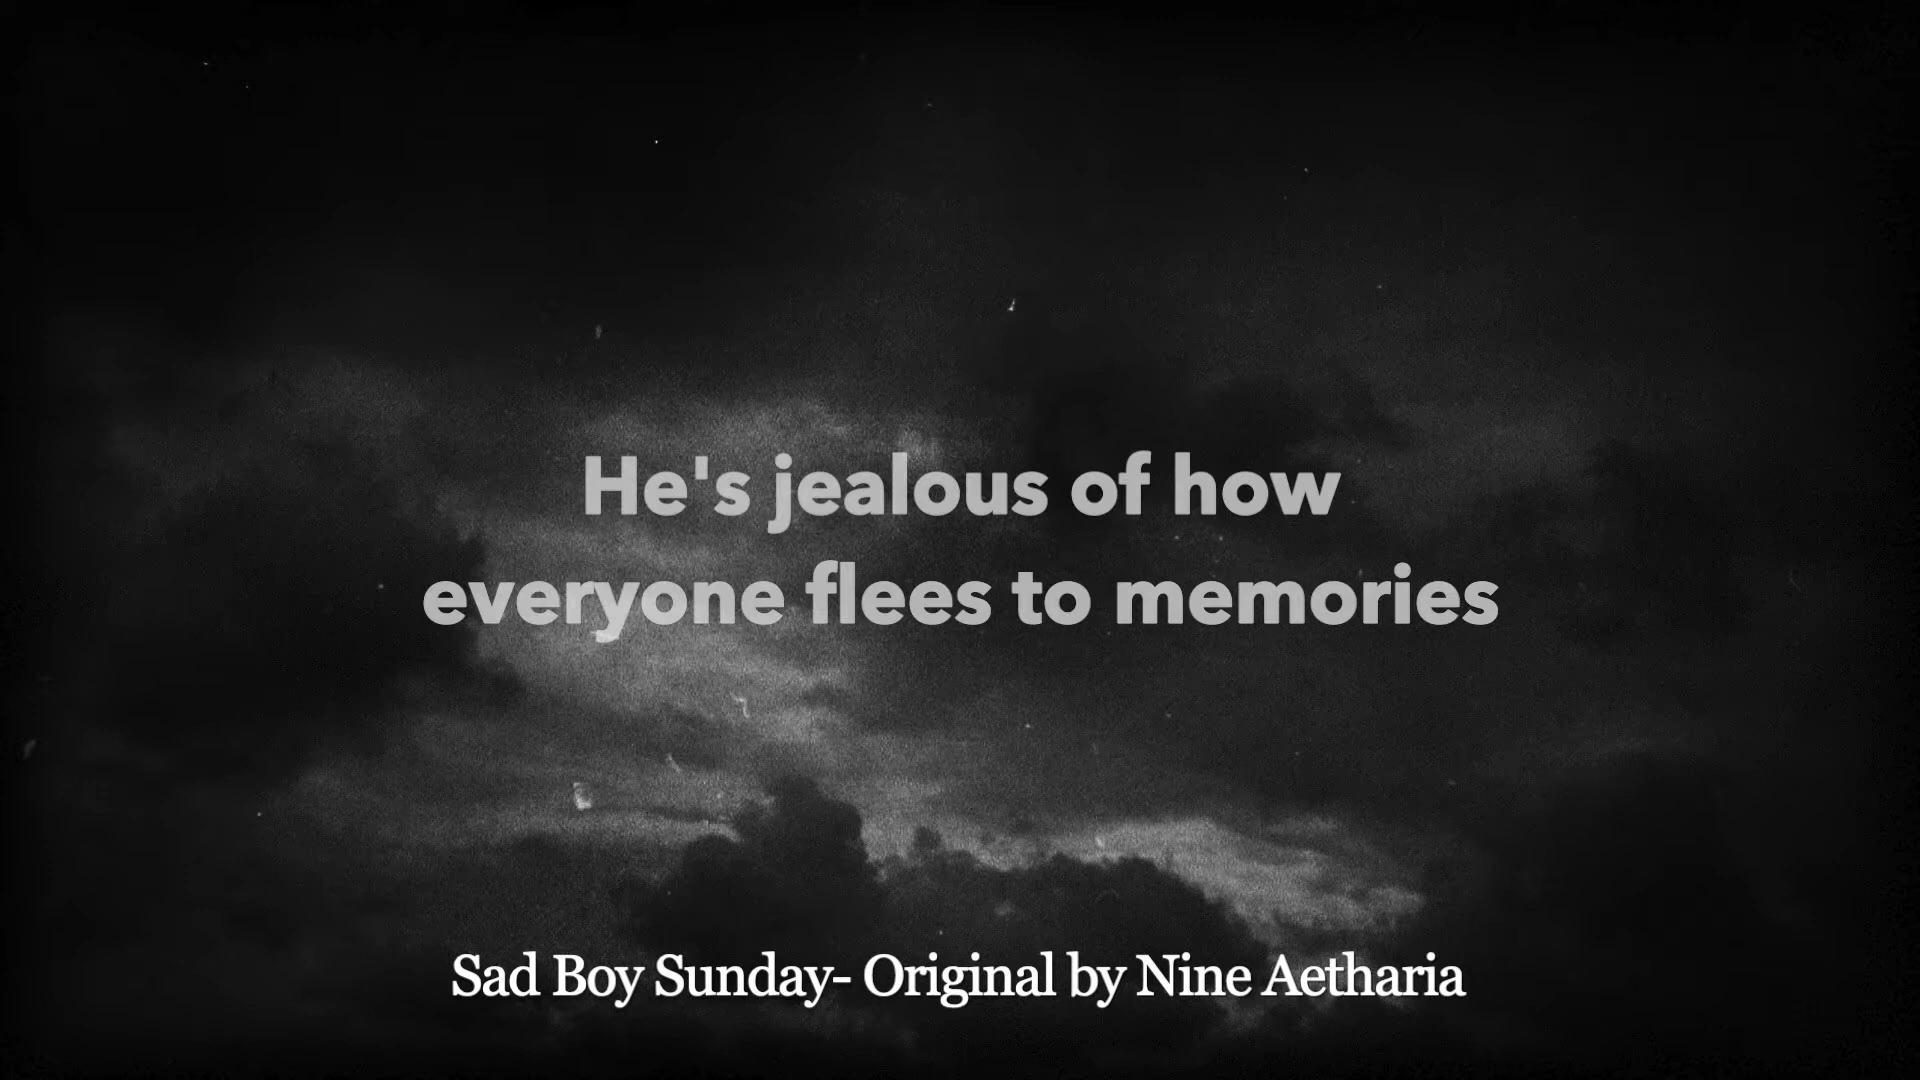 He's jealous of how
everyone flees to memories
Sad Boy Sunday- Original by Nine Aetharia